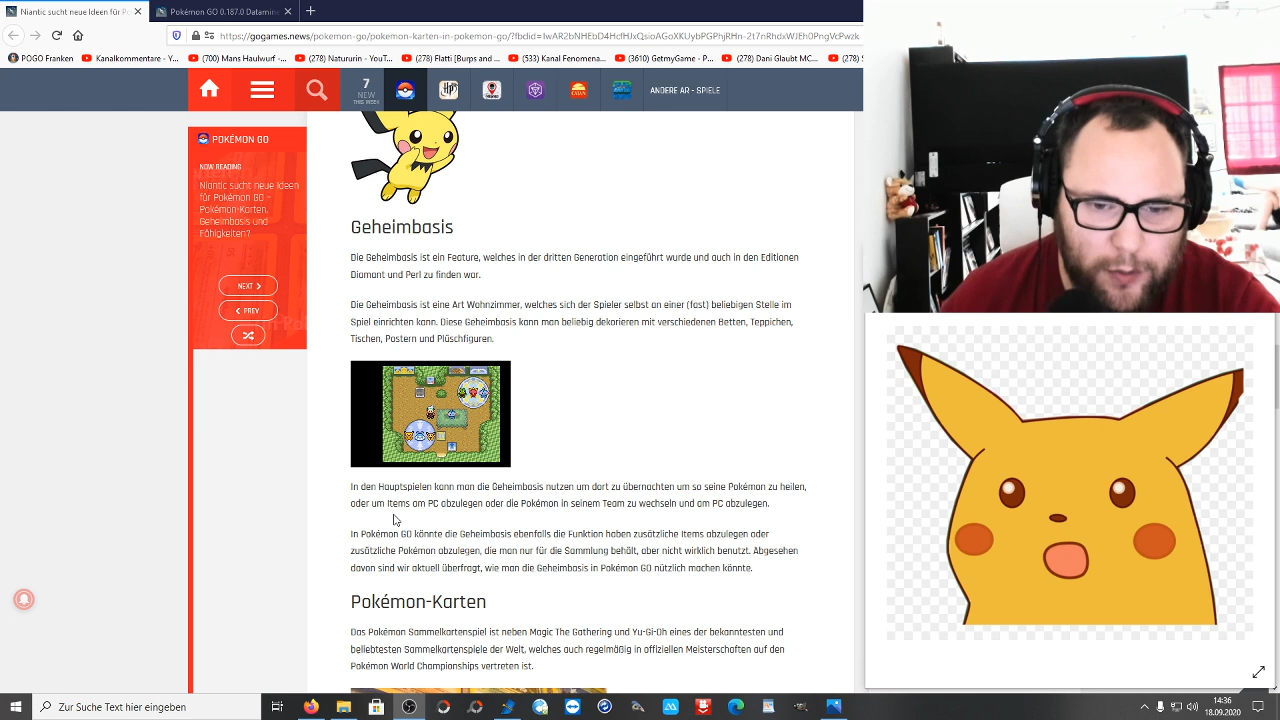 Niantic sucht neue Ideen für Po
Pokémon GO 0.187.0 Datamine
https://gogames.news/pokemon-go/pokemon-karten-in-pokemon-go/?fbclid=
POGO Franken
Kanalkommentare - Y...
(700) Mans Haulwurf -...
(278) Natururin - YouT...
(278) Flatti [Burps and ...
(533) Kanal Fenomena...
(3610) GetmyGame - P...
(278) Dani Glaubt MC...
(278) S
7
NEW
THIS WEEK
ANDERE AR - SPIELE
POKÉMON GO
NOW READING
Niantic sucht neue Ideen
für Pokémon GO –
Pokémon-Karten,
Geheimbasis und
Fähigkeiten?
NEXT
PREV
Geheimbasis
Die Geheimbasis ist ein Feature, welches in der dritten Generation eingeführt wurde und auch in den Editionen
Diamant und Perl zu finden war.
Die Geheimbasis ist eine Art Wohnzimmer, welches sich der Spieler selbst an einer (fast) beliebigen Stelle im
Spiel einrichten kann. Diese Geheimbasis kann man beliebig dekorieren mit verschiedenen Betten, Teppichen,
Tischen, Postern und Plüschfiguren.
In den Hauptspielen kann man die Geheimbasis nutzen um dort zu übernachten um so seine Pokémon zu heilen,
oder um Items am PC abzulegen oder die Pokémon in seinem Team zu wechseln und am PC abzulegen.
In Pokémon GO könnte die Geheimbasis ebenfalls die Funktion haben zusätzliche Items abzulegen oder
zusätzliche Pokémon abzulegen, die man nur für die Sammlung behält, aber nicht wirklich benutzt. Abgesehen
davon sind wir aktuell überfragt, wie man die Geheimbasis in Pokémon GO nützlich machen könnte.
Pokémon-Karten
Das Pokémon Sammelkartenspiel ist neben Magic The Gathering und Yu-Gi-Oh eines der bekanntesten und
beliebtesten Sammelkartenspiele der Welt, welches auch regelmäßig in offiziellen Meisterschaften auf den
Pokémon World Championships vertreten ist.
Zur Suche Text hier eingeben
14:36
18.09.2020